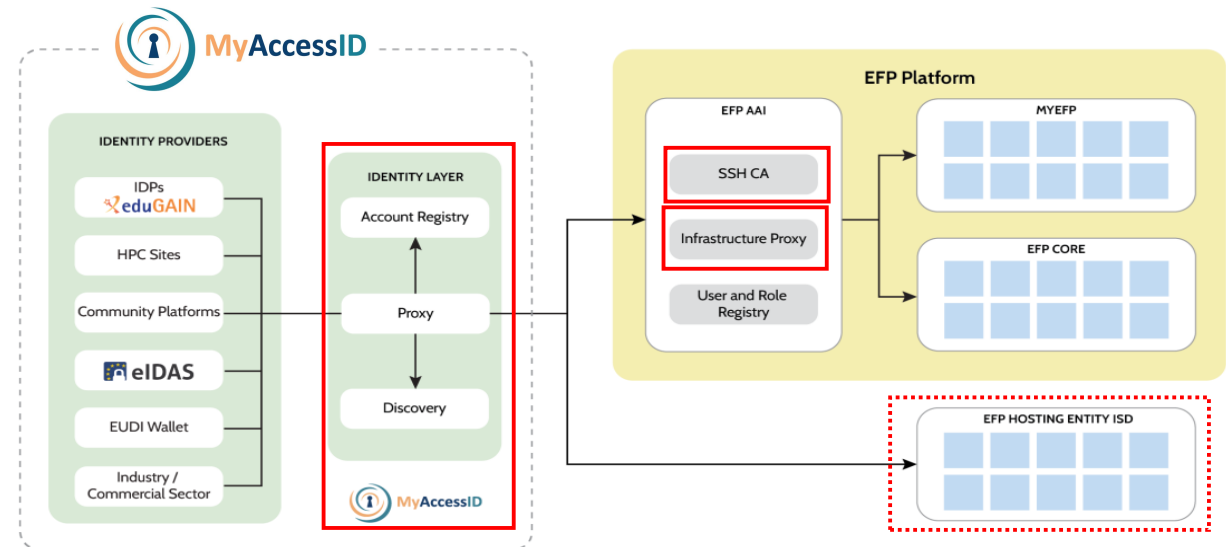 MyAccessID
IDENTITY PROVIDERS
IDPs
eduGAIN
HPC Sites
Community Platforms
eIDAS
EUDI Wallet
Industry /
Commercial Sector
IDENTITY LAYER
Account Registry
Proxy
Discovery
MyAccessID
EFP Platform
EFP AAI
SSH CA
Infrastructure Proxy
User and Role
Registry
MYEFP
EFP CORE
EFP HOSTING ENTITY ISD